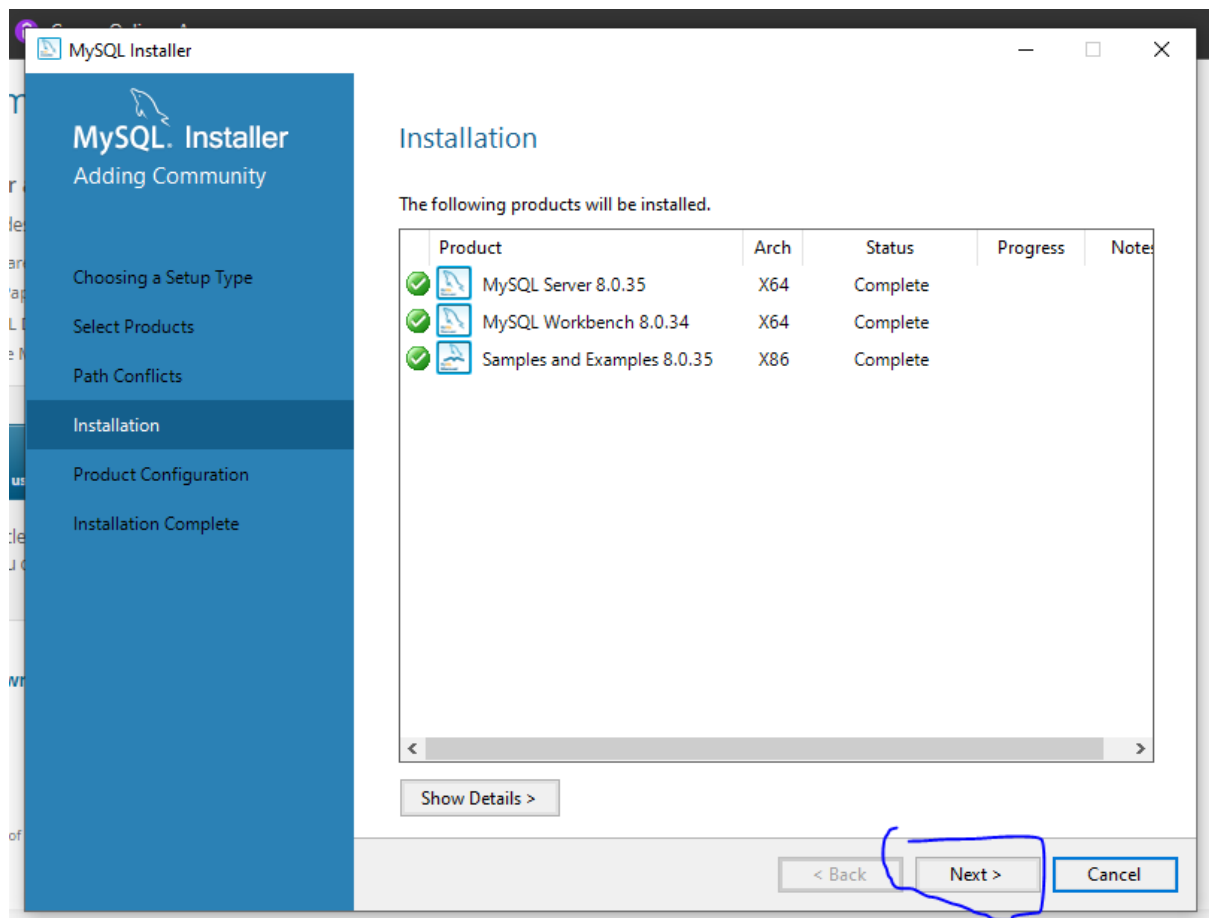 MySQL Installer
MySQL. Installer
Adding Community
Choosing a Setup Type
Select Products
Path Conflicts
Installation
Product Configuration
Installation Complete
Installation
The following products will be installed.
Product Arch Status Progress Notes
MySQL Server 8.0.35 X64 Complete
MySQL Workbench 8.0.34 X64 Complete
Samples and Examples 8.0.35 X86 Complete
Show Details >
< Back Next > Cancel